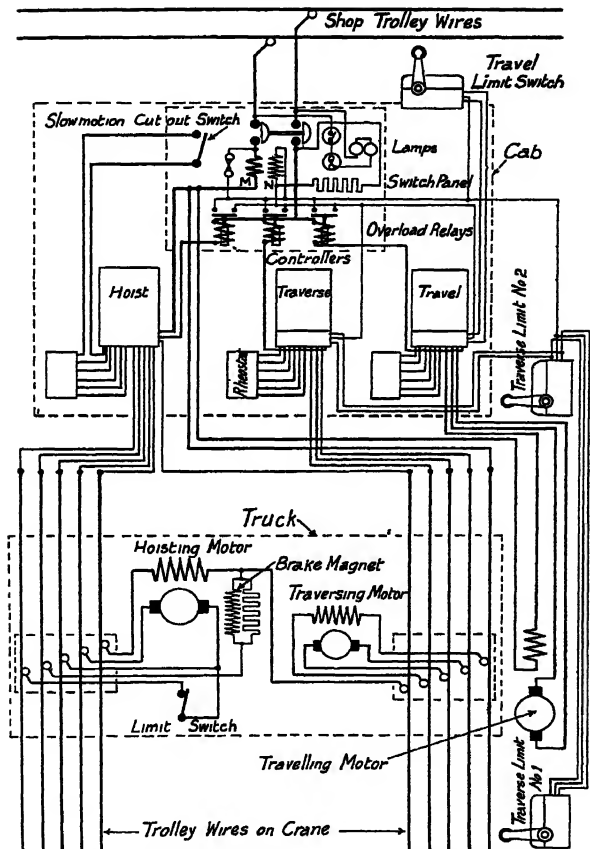 Shop Trolley Wires
Travel
Limit Switch
Slow motion Cut out Switch
Cab
Lamps
Switch Panel
M
N
Overload Relays
Controllers
Hoist
Traverse
Travel
Rheostat
Traverse Limit No 2
Truck
Hoisting Motor
Brake Magnet
Traversing Motor
Limit Switch
Travelling Motor
Traverse Limit
No 1
Trolley Wires on Crane